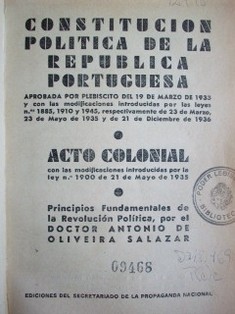 CONSTITUCION
POLITICA DE LA
REPUBLICA
PORTUGUESA
APROBADA POR PLEBISCITO DEL 19 DE MARZO DE 1933
y con las modificaciones introducidas por las leyes
n.ºˢ 1885, 1910 y 1945, respectivamente de 23 de Marzo,
23 de Mayo de 1935 y de 21 de Diciembre de 1936
ACTO COLONIAL
con las modificaciones introducidas por la
ley n.º 1900 de 21 de Mayo de 1935
PODER LEGIS
BIBLIOTEC
Principios Fundamentales de
la Revolución Política, por el
DOCTOR ANTONIO DE
OLIVEIRA SALAZAR
09468
EDICIONES DEL SECRETARIADO DE LA PROPAGANDA NACIONAL